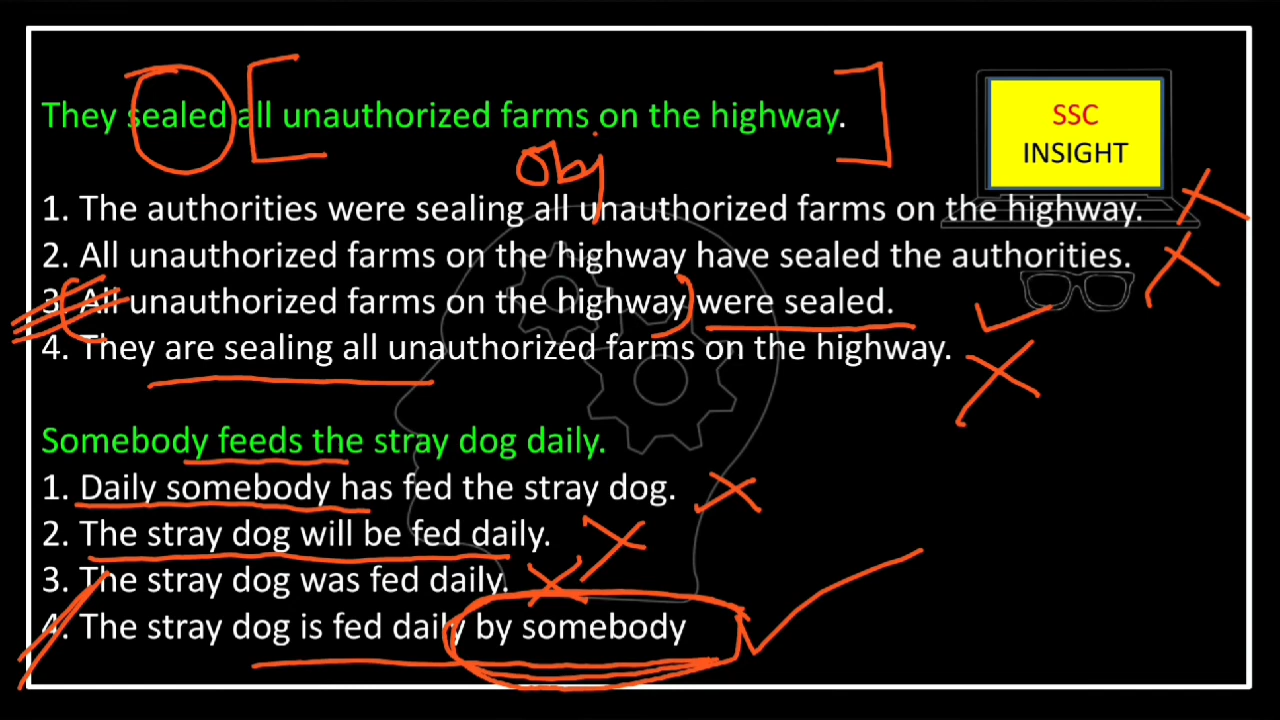 They sealed all unauthorized farms on the highway.
SSC
INSIGHT
Obj
1. The authorities were sealing all unauthorized farms on the highway.
2. All unauthorized farms on the highway have sealed the authorities.
3. All unauthorized farms on the highway were sealed.
4. They are sealing all unauthorized farms on the highway.
Somebody feeds the stray dog daily.
1. Daily somebody has fed the stray dog.
2. The stray dog will be fed daily.
3. The stray dog was fed daily.
4. The stray dog is fed daily by somebody